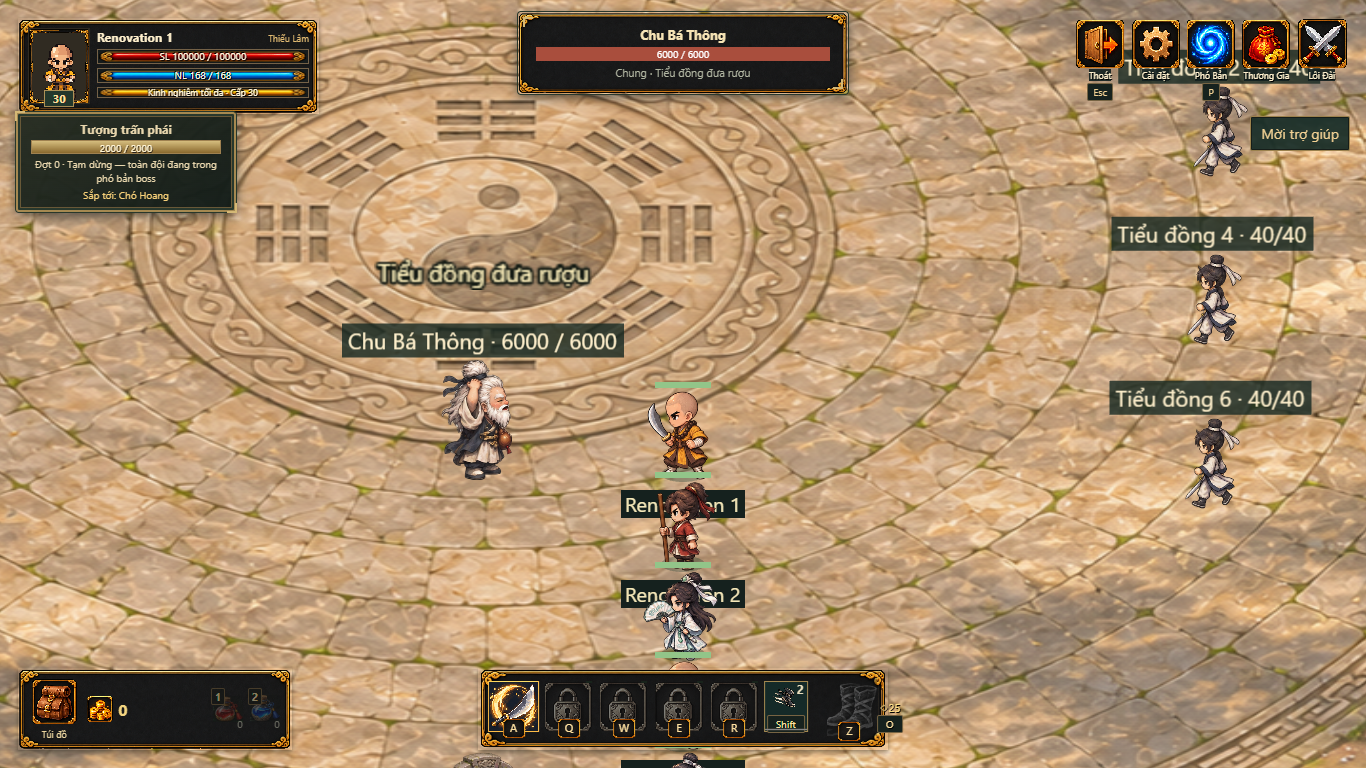 Renovation 1
Thiếu Lâm
SL 100000 / 100000
NL 168 / 168
Kinh nghiệm tối đa · Cấp 30
30
Tượng trấn phái
2000 / 2000
Đợt 0 · Tạm dừng — toàn đội đang trong
phó bản boss
Sắp tới: Chó Hoang
Chu Bá Thông
6000 / 6000
Chung · Tiểu đồng đưa rượu
Thoát
Cài đặt
Phó Bản
Thương Gia
Lôi Đài
Esc
P
Mời trợ giúp
Tiểu đồng 4 · 40/40
Tiểu đồng đưa rượu
Chu Bá Thông · 6000 / 6000
Tiểu đồng 6 · 40/40
Túi đồ
0
1
0
2
0
A
Q
W
E
R
2
Shift
Z
25
O